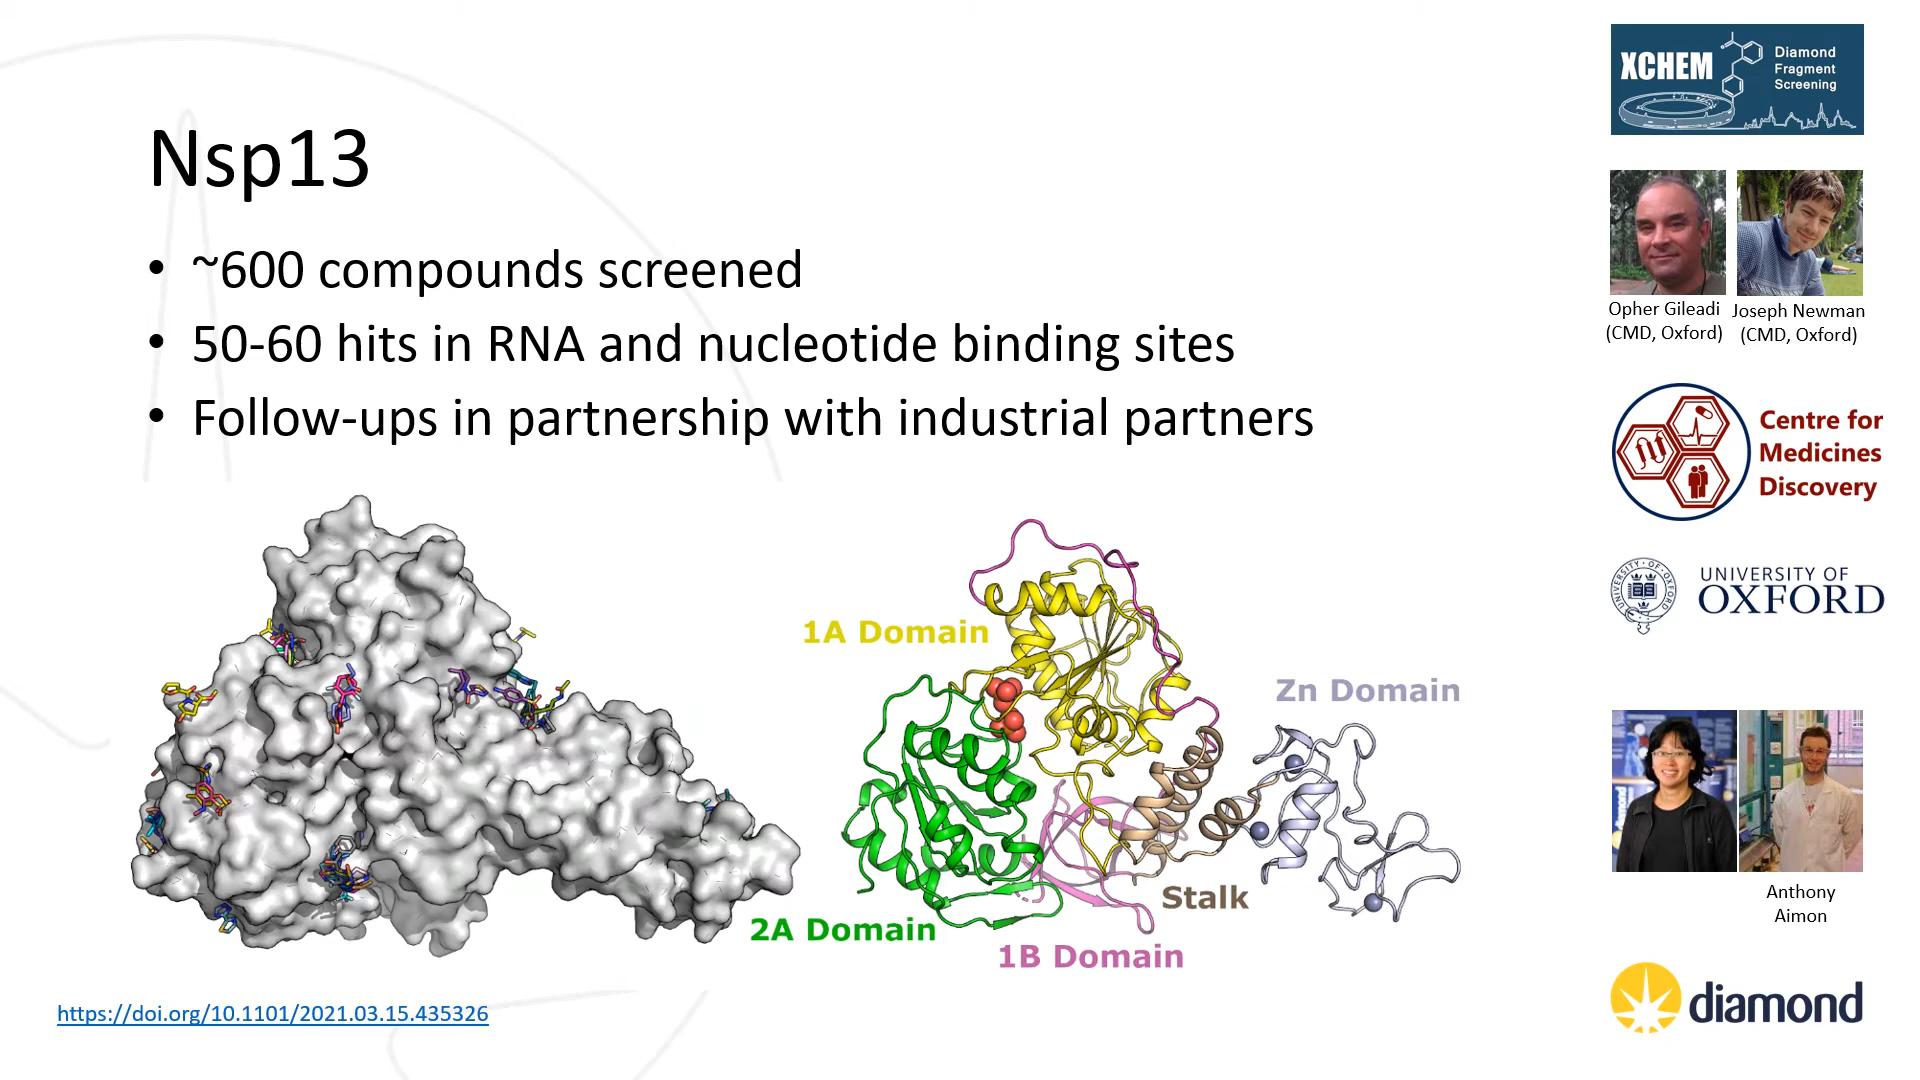 Nsp13
• ~600 compounds screened
• 50-60 hits in RNA and nucleotide binding sites
• Follow-ups in partnership with industrial partners
1A Domain
Zn Domain
Stalk
2A Domain
1B Domain
https://doi.org/10.1101/2021.03.15.435326
XCHEM
Diamond
Fragment
Screening
Opher Gileadi
(CMD, Oxford)
Joseph Newman
(CMD, Oxford)
Centre for
Medicines
Discovery
UNIVERSITY OF
OXFORD
UNIVERSITY OF OXFORD
Anthony
Aimon
diamond